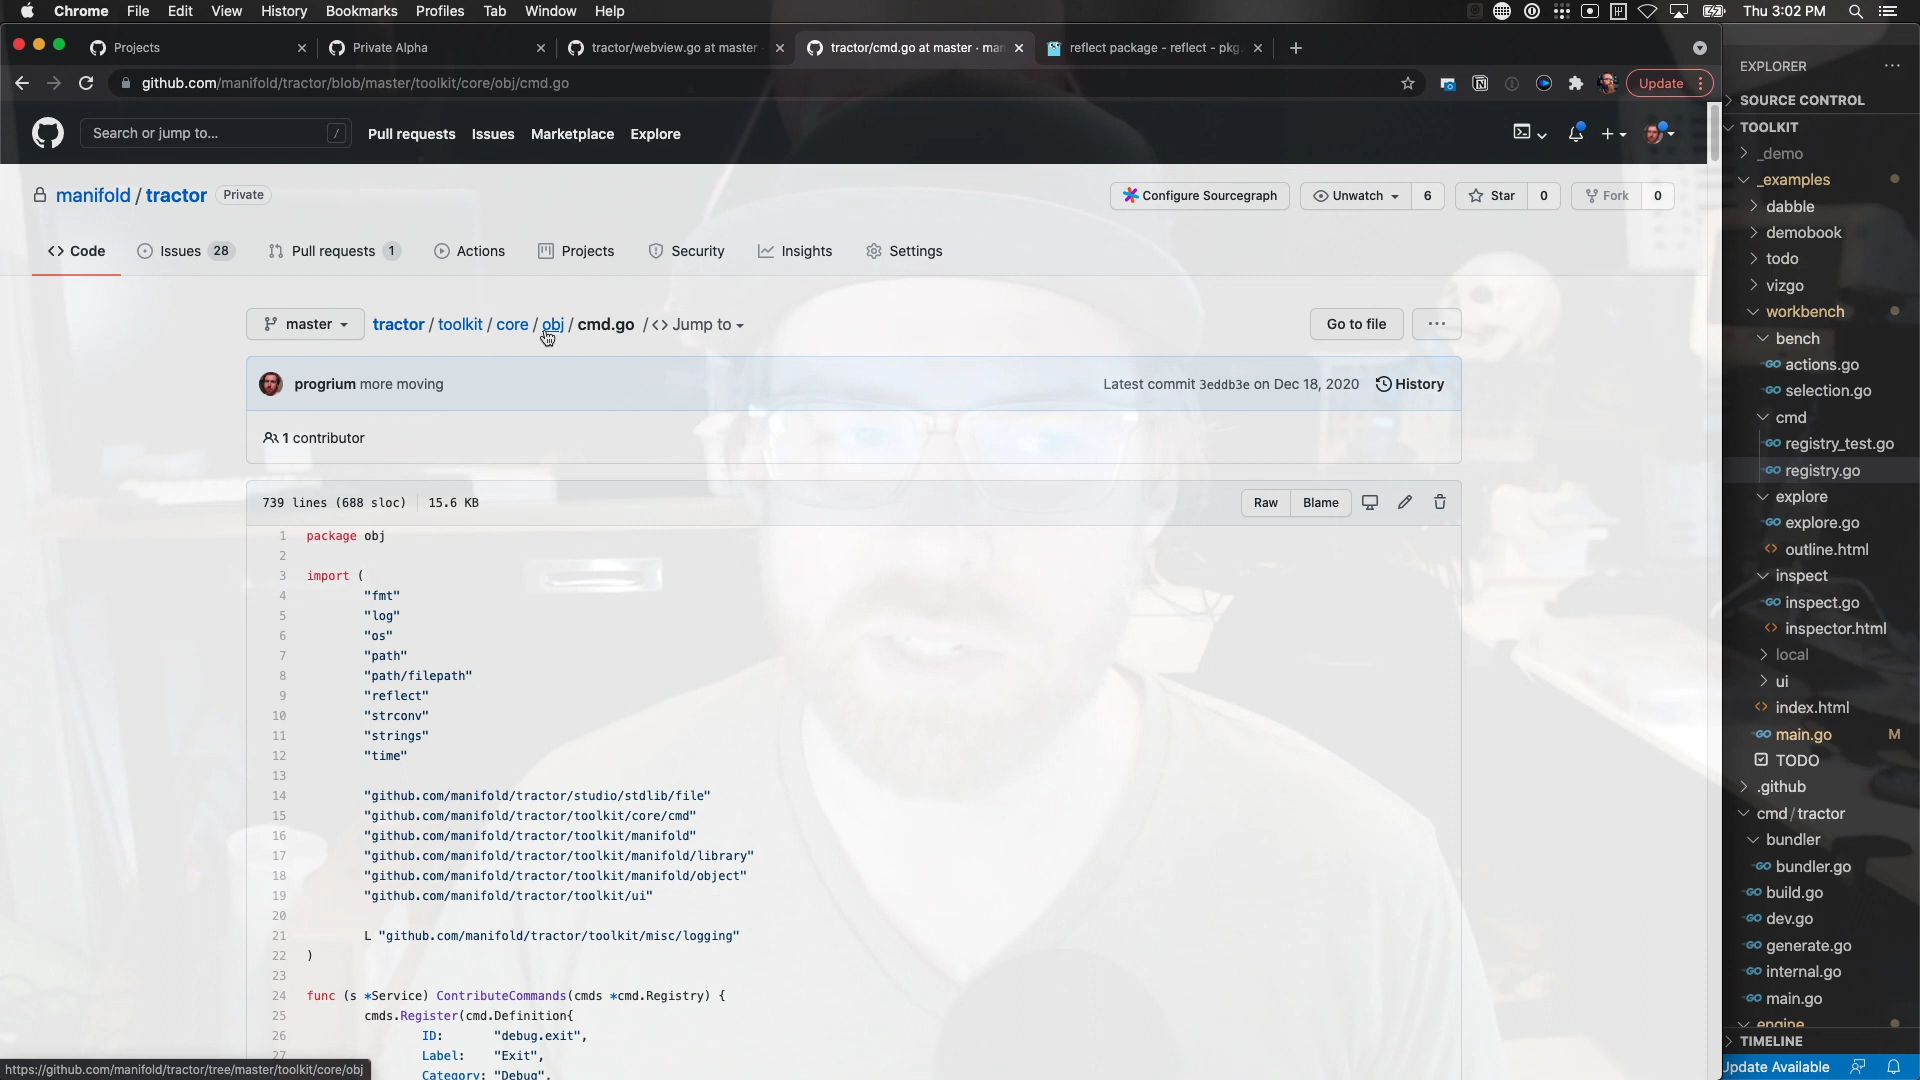 Chrome File Edit View History Bookmarks Profiles Tab Window Help Thu 3:02 PM
Projects
Private Alpha
tractor/webview.go at master
tractor/cmd.go at master · man
reflect package - reflect - pkg.
github.com/manifold/tractor/blob/master/toolkit/core/obj/cmd.go
Update
Search or jump to... /
Pull requests Issues Marketplace Explore
manifold / tractor Private
Configure Sourcegraph
Unwatch 6
Star 0
Fork 0
<> Code
Issues 28
Pull requests 1
Actions
Projects
Security
Insights
Settings
master
tractor / toolkit / core / obj / cmd.go / <> Jump to
Go to file
...
progrium more moving
Latest commit 3eddb3e on Dec 18, 2020 History
1 contributor
739 lines (688 sloc) 15.6 KB
Raw Blame
1 package obj
2
3 import (
4 "fmt"
5 "log"
6 "os"
7 "path"
8 "path/filepath"
9 "reflect"
10 "strconv"
11 "strings"
12 "time"
13
14 "github.com/manifold/tractor/studio/stdlib/file"
15 "github.com/manifold/tractor/toolkit/core/cmd"
16 "github.com/manifold/tractor/toolkit/manifold"
17 "github.com/manifold/tractor/toolkit/manifold/library"
18 "github.com/manifold/tractor/toolkit/manifold/object"
19 "github.com/manifold/tractor/toolkit/ui"
20
21 L "github.com/manifold/tractor/toolkit/misc/logging"
22 )
23
24 func (s *Service) ContributeCommands(cmds *cmd.Registry) {
25 cmds.Register(cmd.Definition{
26 ID: "debug.exit",
27 Label: "Exit",
Category: "Debug",
https://github.com/manifold/tractor/tree/master/toolkit/core/obj
EXPLORER ...
SOURCE CONTROL
TOOLKIT
_demo
_examples
dabble
demobook
todo
vizgo
workbench
bench
actions.go
selection.go
cmd
registry_test.go
registry.go
explore
explore.go
outline.html
inspect
inspect.go
inspector.html
local
ui
index.html
main.go M
TODO
.github
cmd / tractor
bundler
bundler.go
build.go
dev.go
generate.go
internal.go
main.go
engine
TIMELINE
Update Available